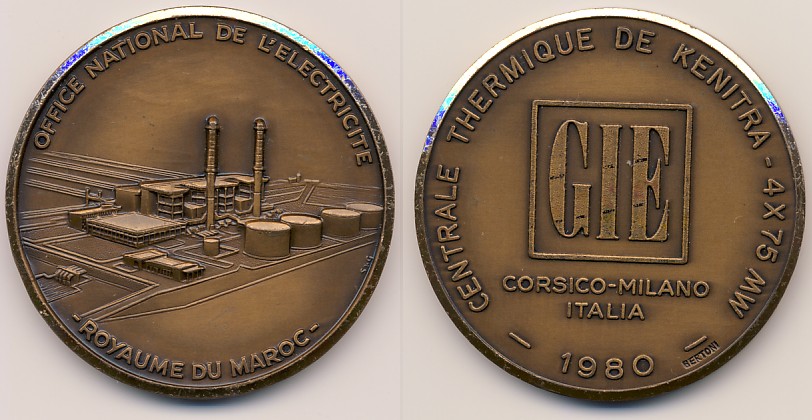 OFFICE NATIONAL DE L'ELECTRICITE
-ROYAUME DU MAROC-
CENTRALE THERMIQUE DE KENITRA - 4 X 75 MW
GIE
CORSICO-MILANO
ITALIA
- 1980 -
BERTONI